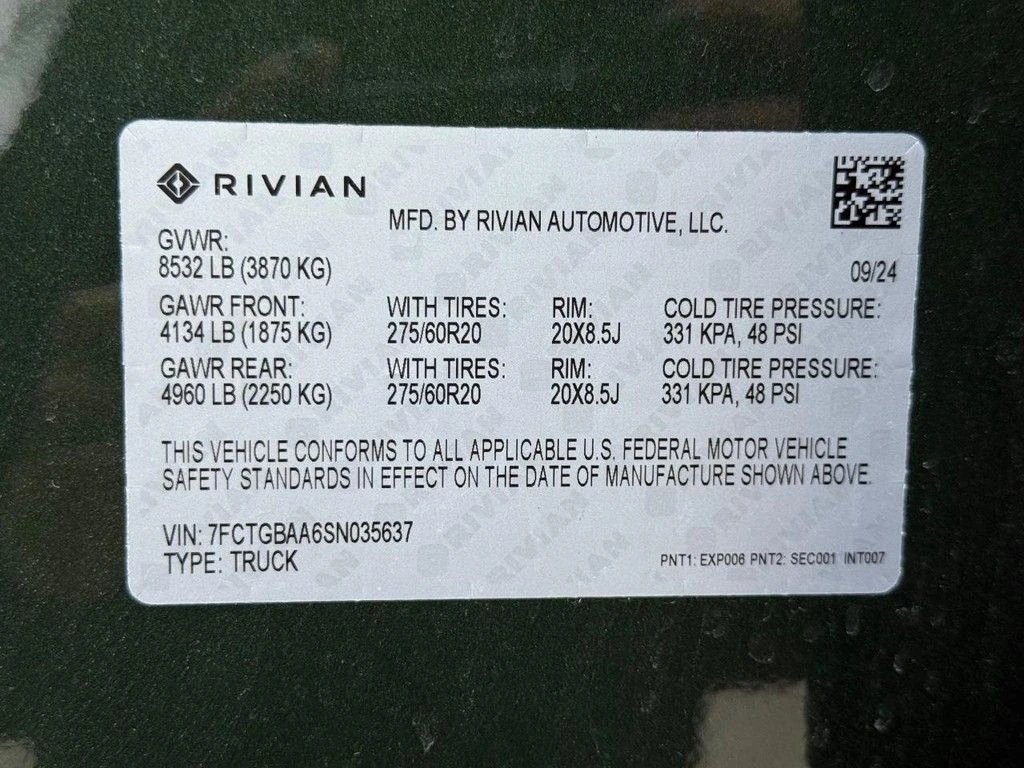 RIVIAN
MFD. BY RIVIAN AUTOMOTIVE, LLC.
GVWR:
8532 LB (3870 KG)
09/24
GAWR FRONT: WITH TIRES: RIM: COLD TIRE PRESSURE:
4134 LB (1875 KG) 275/60R20 20X8.5J 331 KPA, 48 PSI
GAWR REAR: WITH TIRES: RIM: COLD TIRE PRESSURE:
4960 LB (2250 KG) 275/60R20 20X8.5J 331 KPA, 48 PSI
THIS VEHICLE CONFORMS TO ALL APPLICABLE U.S. FEDERAL MOTOR VEHICLE
SAFETY STANDARDS IN EFFECT ON THE DATE OF MANUFACTURE SHOWN ABOVE.
VIN: 7FCTGBAA6SN035637
TYPE: TRUCK
PNT1: EXP006 PNT2: SEC001 INT007